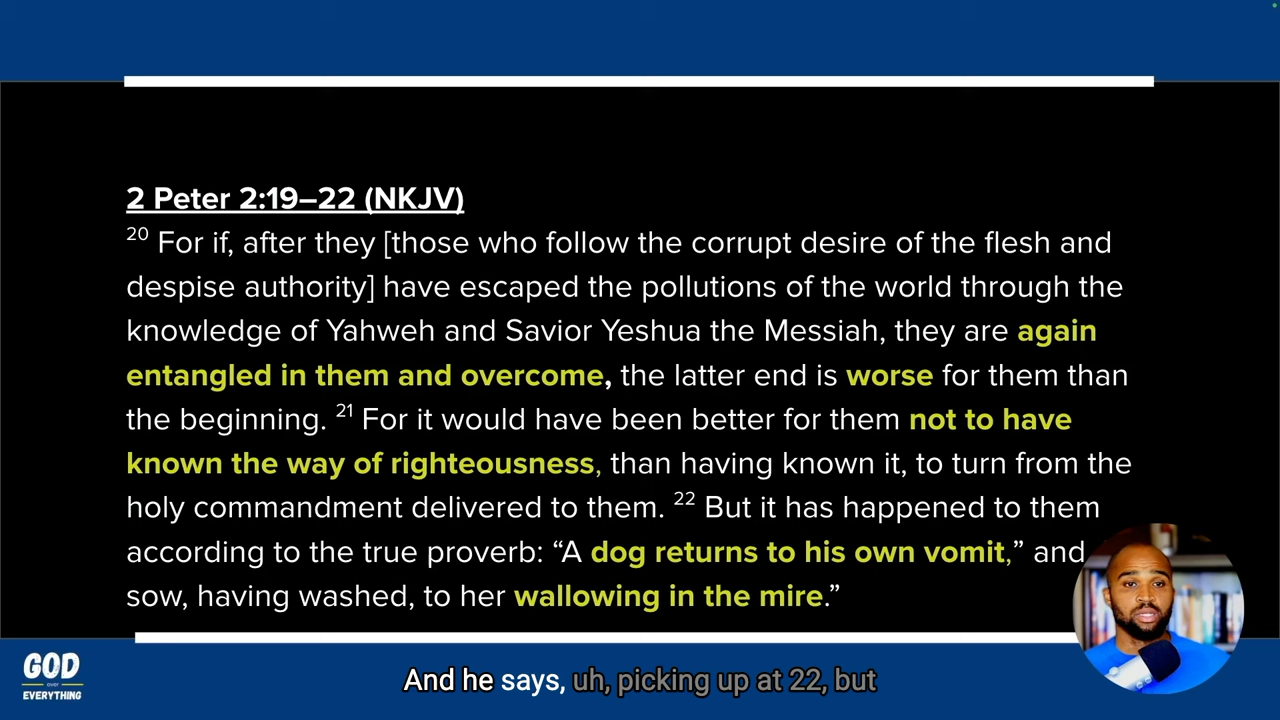 2 Peter 2:19–22 (NKJV)
20 For if, after they [those who follow the corrupt desire of the flesh and
despise authority] have escaped the pollutions of the world through the
knowledge of Yahweh and Savior Yeshua the Messiah, they are again
entangled in them and overcome, the latter end is worse for them than
the beginning. 21 For it would have been better for them not to have
known the way of righteousness, than having known it, to turn from the
holy commandment delivered to them. 22 But it has happened to them
according to the true proverb: “A dog returns to his own vomit,” and
sow, having washed, to her wallowing in the mire.”
GOD
over
EVERYTHING
And he says, uh, picking up at 22, but